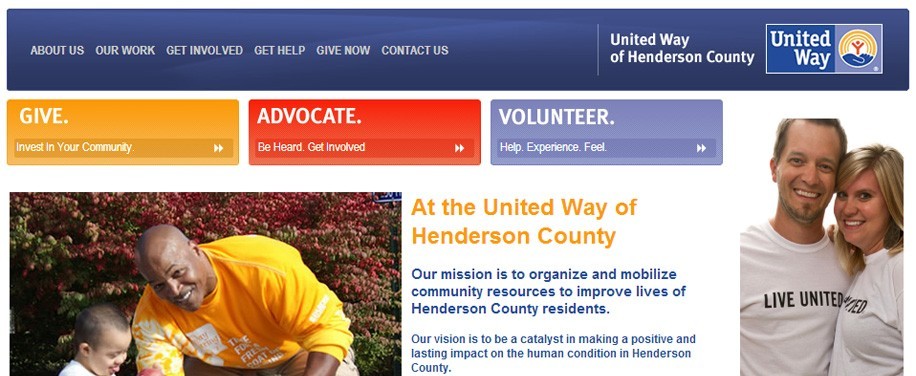 ABOUT US OUR WORK GET INVOLVED GET HELP GIVE NOW CONTACT US
United Way
of Henderson County
United
Way
®
GIVE.
Invest In Your Community.
ADVOCATE.
Be Heard. Get Involved
VOLUNTEER.
Help. Experience. Feel.
At the United Way of
Henderson County
Our mission is to organize and mobilize
community resources to improve lives of
Henderson County residents.
Our vision is to be a catalyst in making a positive and
lasting impact on the human condition in Henderson
County.
LIVE UNITED